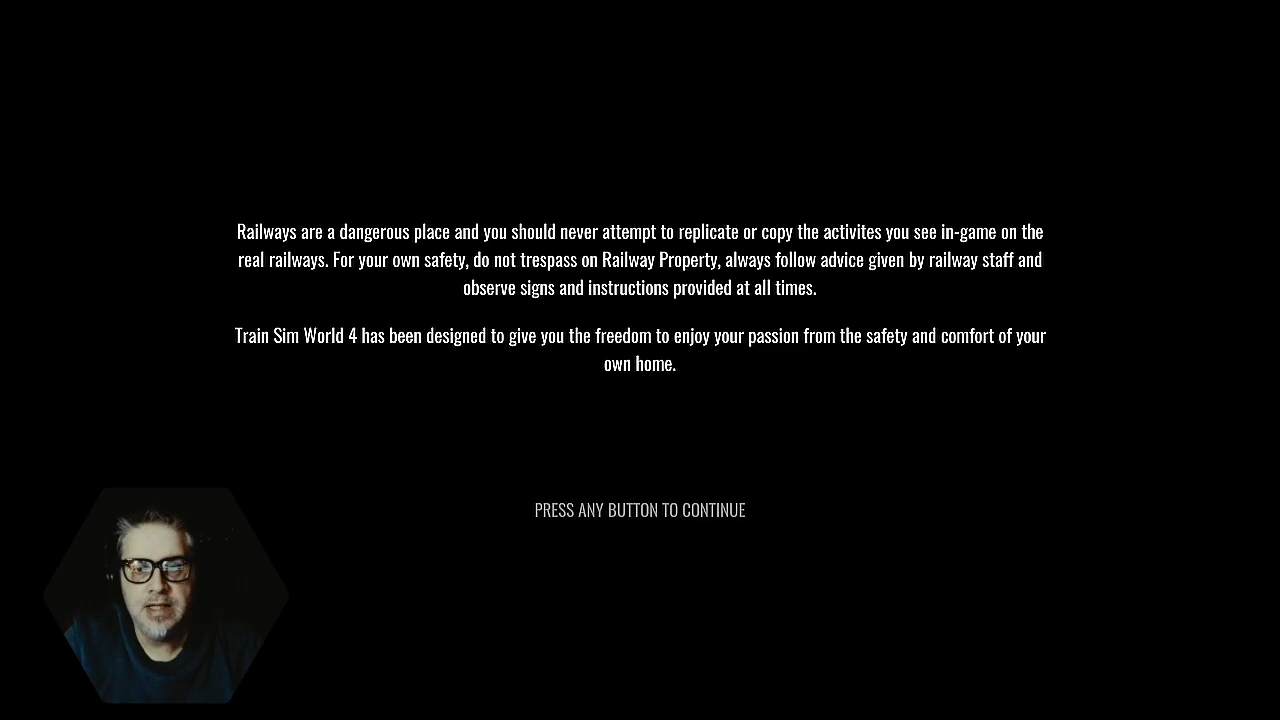 Railways are a dangerous place and you should never attempt to replicate or copy the activites you see in-game on the
real railways. For your own safety, do not trespass on Railway Property, always follow advice given by railway staff and
observe signs and instructions provided at all times.
Train Sim World 4 has been designed to give you the freedom to enjoy your passion from the safety and comfort of your
own home.
PRESS ANY BUTTON TO CONTINUE